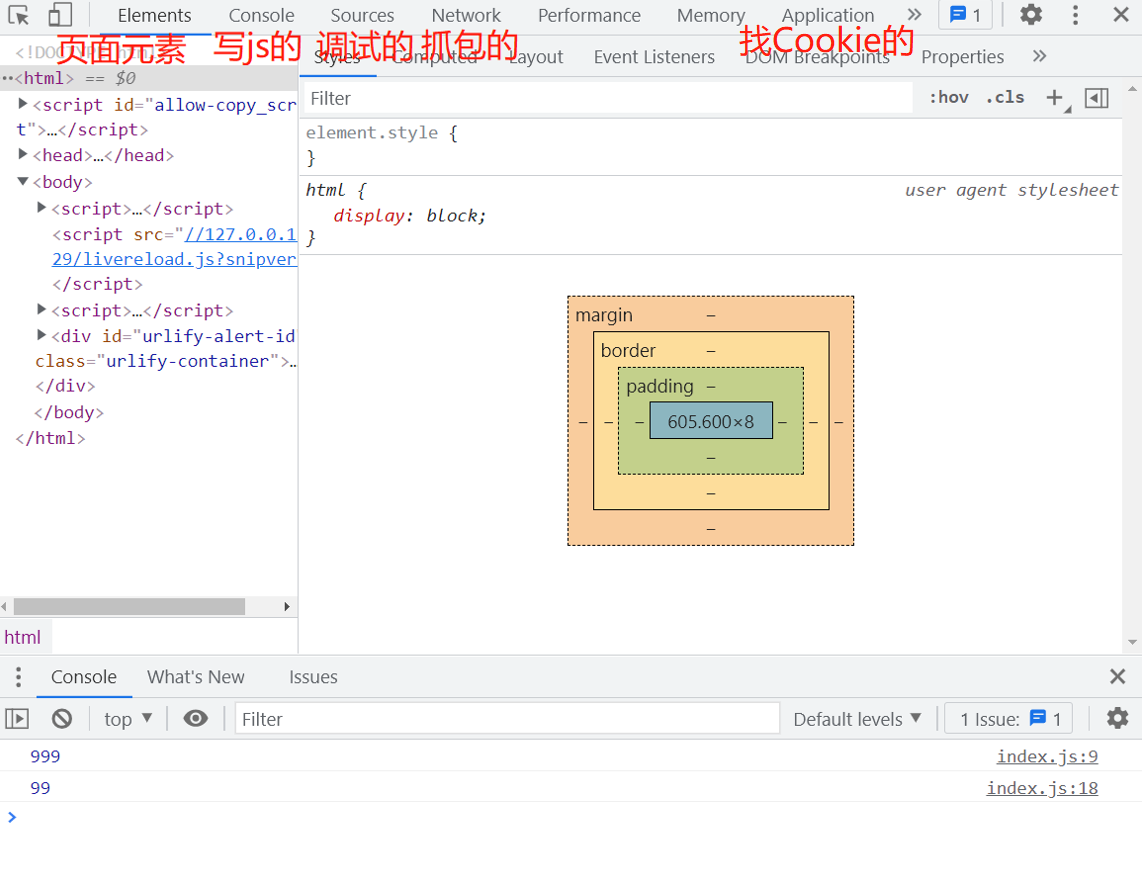 Elements Console Sources Network Performance Memory Application 1
页面元素 写js的 调试的 抓包的 找Cookie的
Styles Computed Layout Event Listeners DOM Breakpoints Properties
<html> == $0
Filter :hov .cls
<script id="allow-copy_scr
t">…</script>
<head>…</head>
<body>
<script>…</script>
<script src="//127.0.0.1
29/livereload.js?snipver
</script>
<script>…</script>
<div id="urlify-alert-id
class="urlify-container">…
</div>
</body>
</html>
element.style {
}
html { user agent stylesheet
display: block;
}
margin –
border –
padding –
– – – 605.600×8 – – –
–
–
–
html
Console What's New Issues
top Filter Default levels 1 Issue: 1
999 index.js:9
99 index.js:18